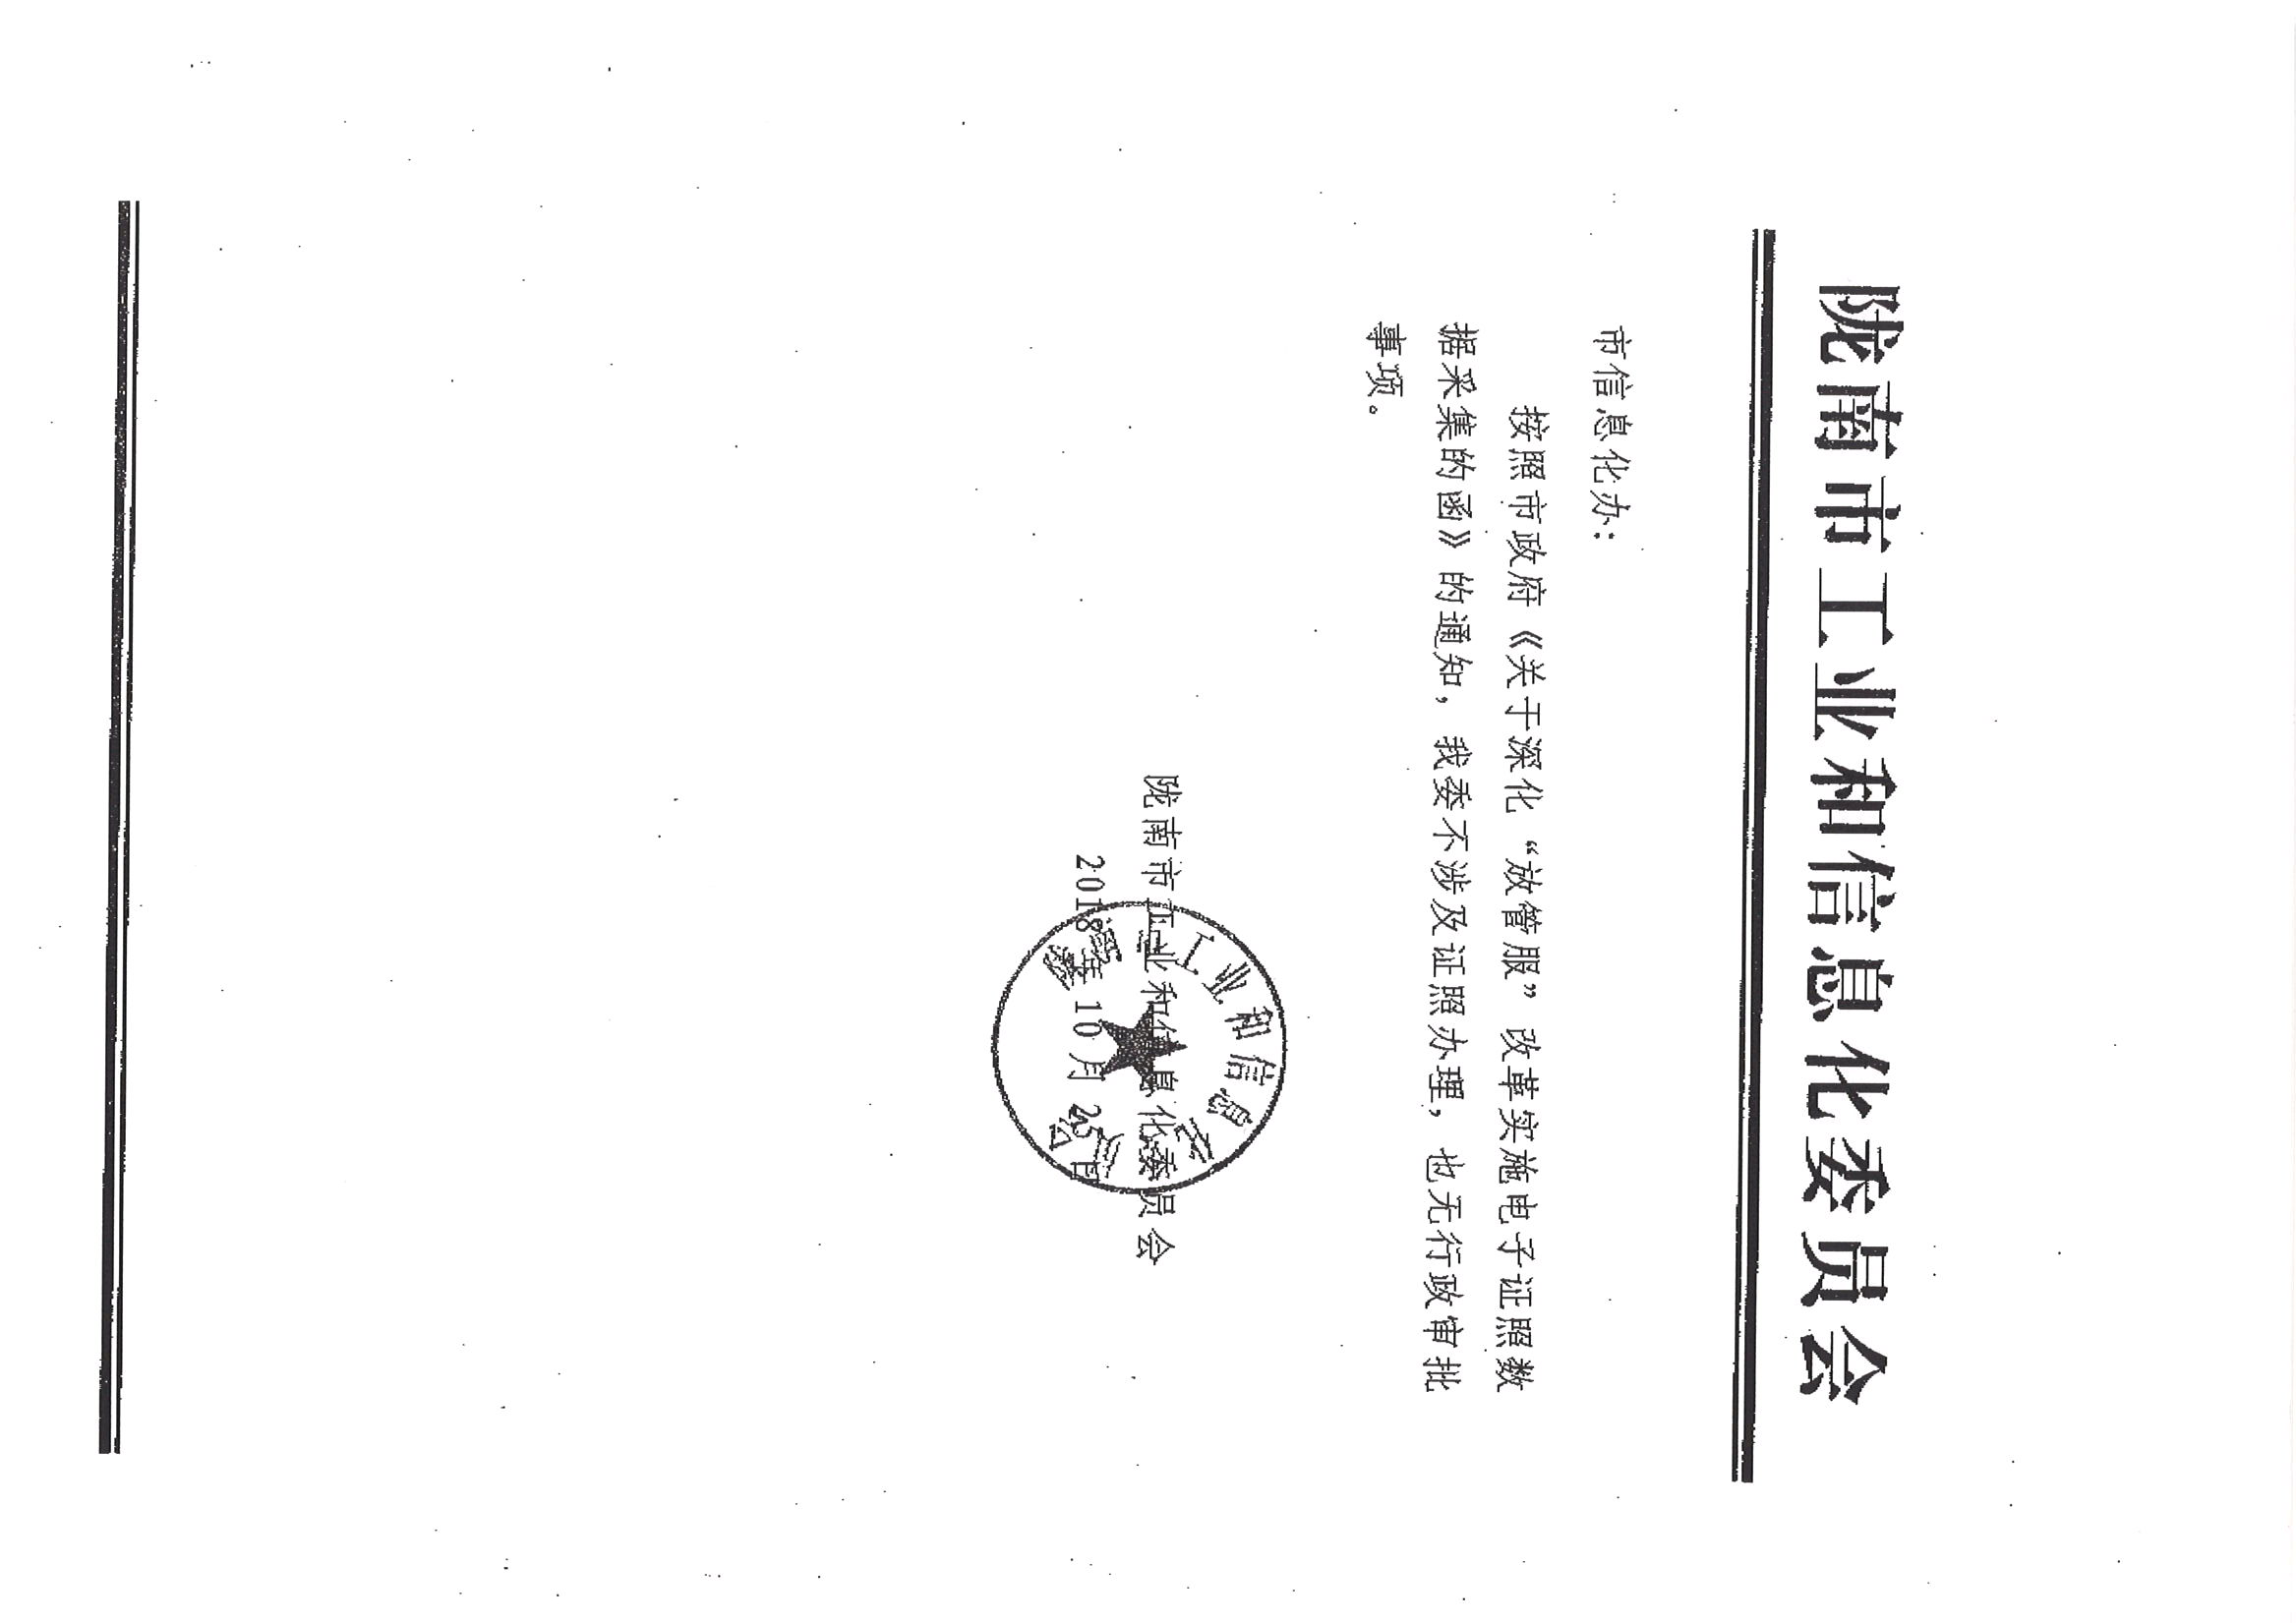 陇南市工业和信息化委员会
市信息化办：
按照市政府《关于深化“放管服”改革实施电子证照数
据采集的函》的通知，我委不涉及证照办理，也无行政审批
事项。
陇南市工业和信息化委员会
陇南市工业和信息化委员会
2018年10月25日